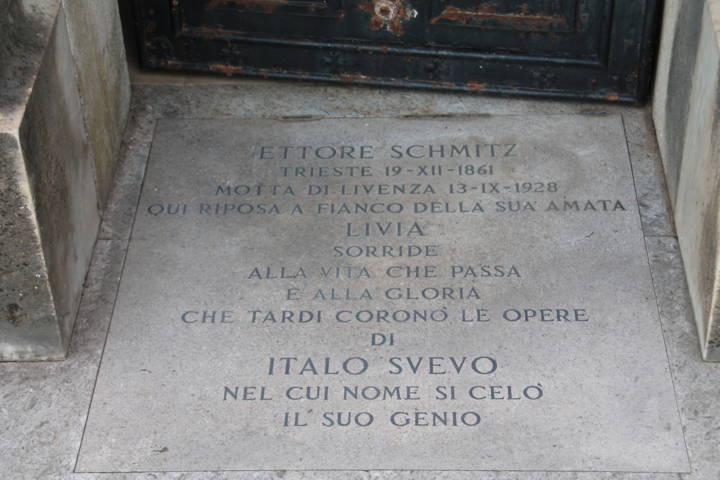 ETTORE SCHMITZ
TRIESTE 19-XII-1861
MOTTA DI LIVENZA 13-IX-1928
QUI RIPOSA A FIANCO DELLA SUA AMATA
LIVIA
SORRIDE
ALLA VITA CHE PASSA
E ALLA GLORIA
CHE TARDI CORONO' LE OPERE
DI
ITALO SVEVO
NEL CUI NOME SI CELO'
IL SUO GENIO